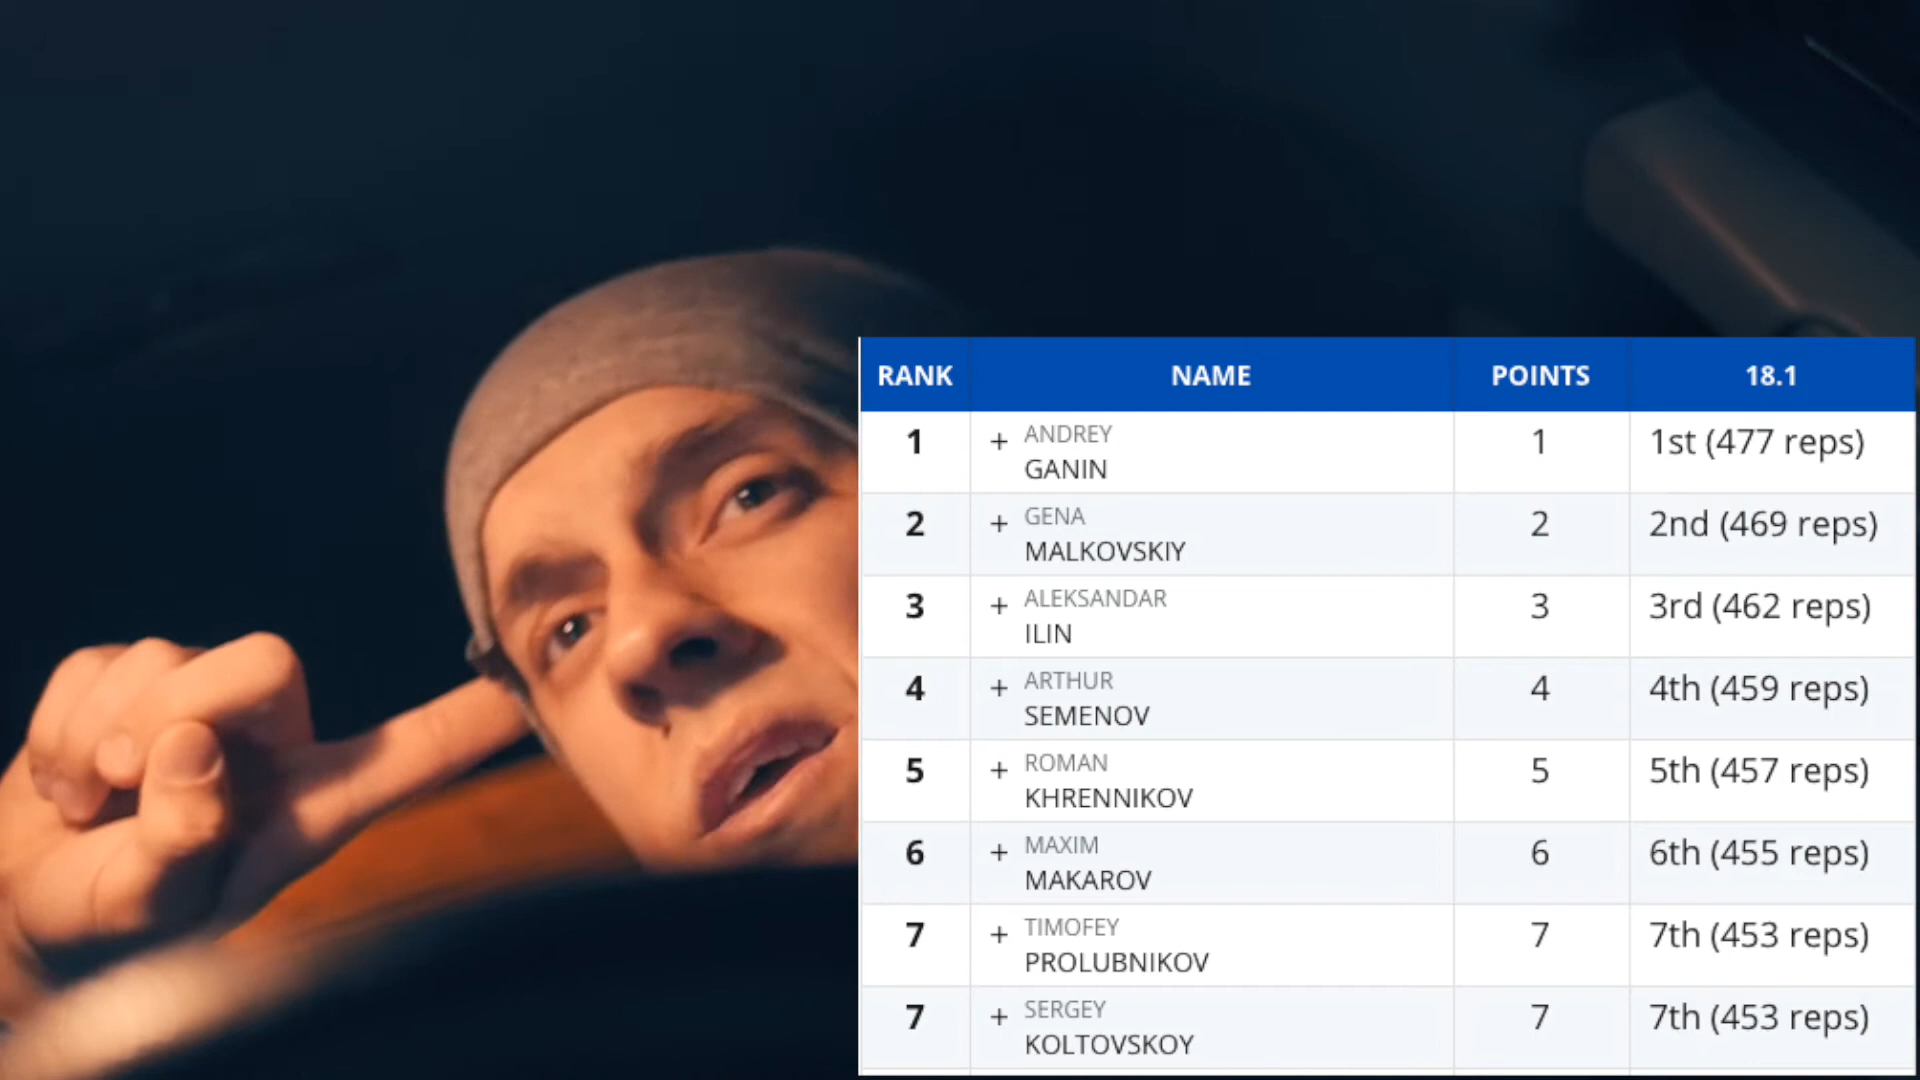 RANK NAME POINTS 18.1
1 + ANDREY GANIN 1 1st (477 reps)
2 + GENA MALKOVSKIY 2 2nd (469 reps)
3 + ALEKSANDAR ILIN 3 3rd (462 reps)
4 + ARTHUR SEMENOV 4 4th (459 reps)
5 + ROMAN KHRENNIKOV 5 5th (457 reps)
6 + MAXIM MAKAROV 6 6th (455 reps)
7 + TIMOFEY PROLUBNIKOV 7 7th (453 reps)
7 + SERGEY KOLTOVSKOY 7 7th (453 reps)